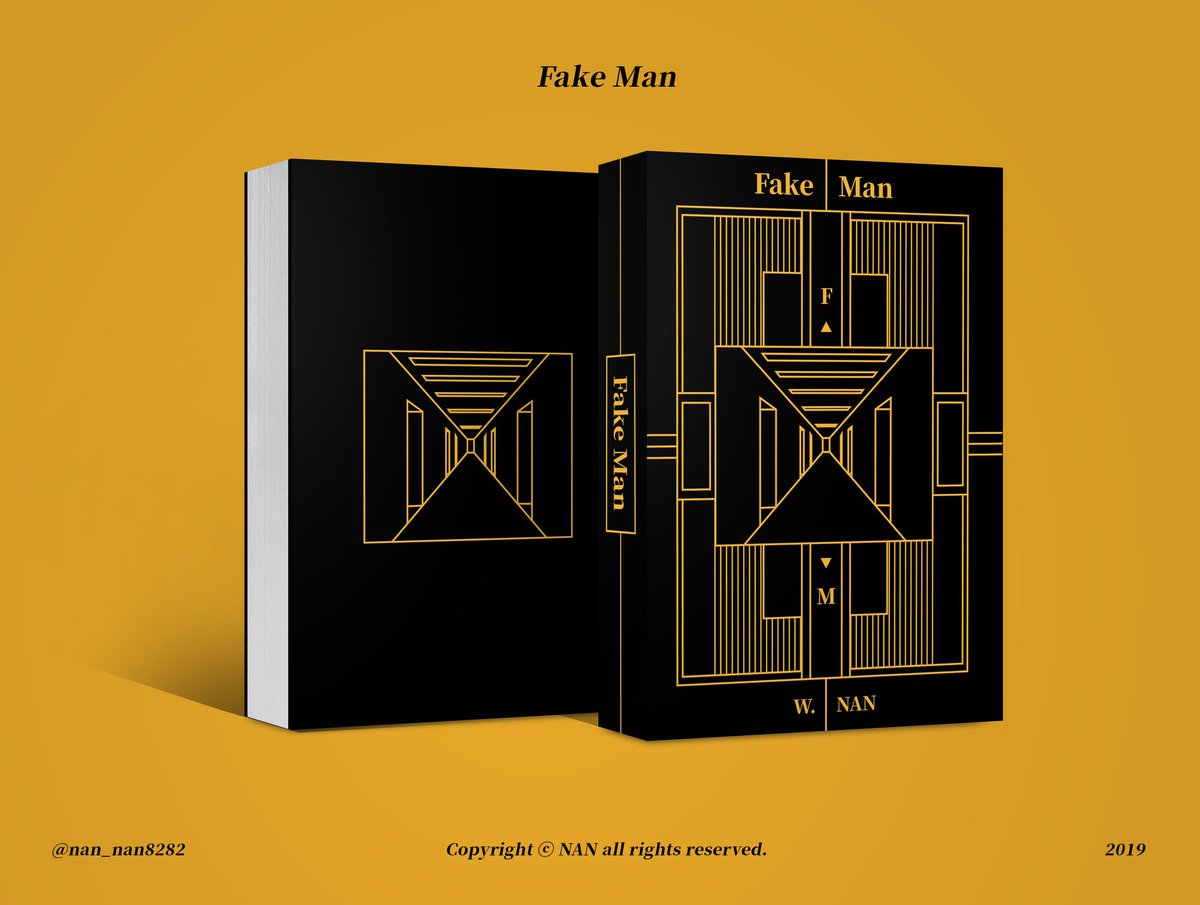 Fake Man
Fake Man
F
▲
▼
M
W. NAN
Fake Man
@nan_nan8282
Copyright ⓒ NAN all rights reserved.
2019